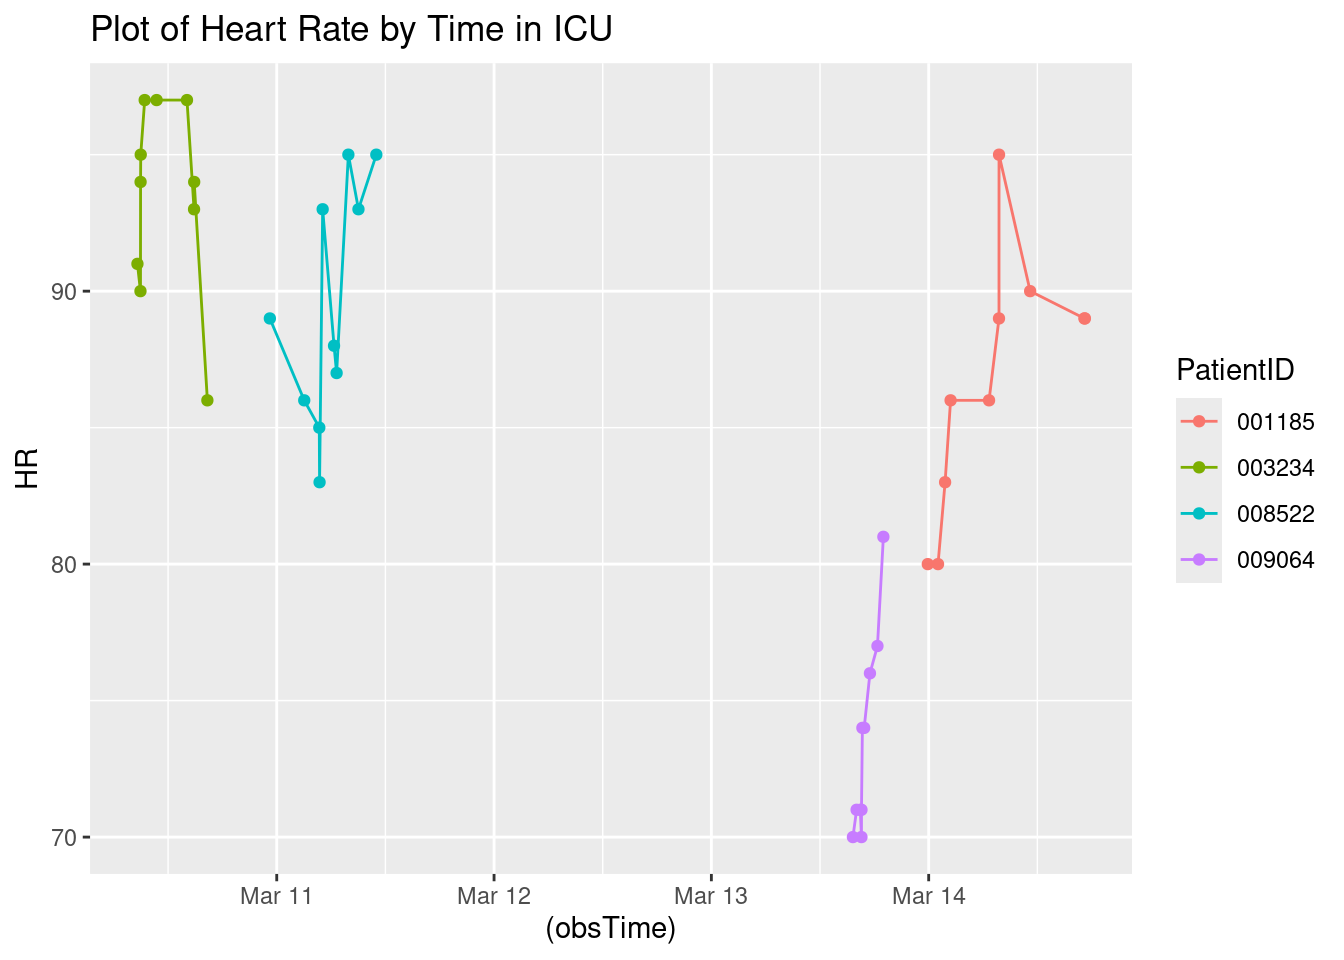 Plot of Heart Rate by Time in ICU
90
80
70
HR
Mar 11
Mar 12
Mar 13
Mar 14
(obsTime)
PatientID
001185
003234
008522
009064